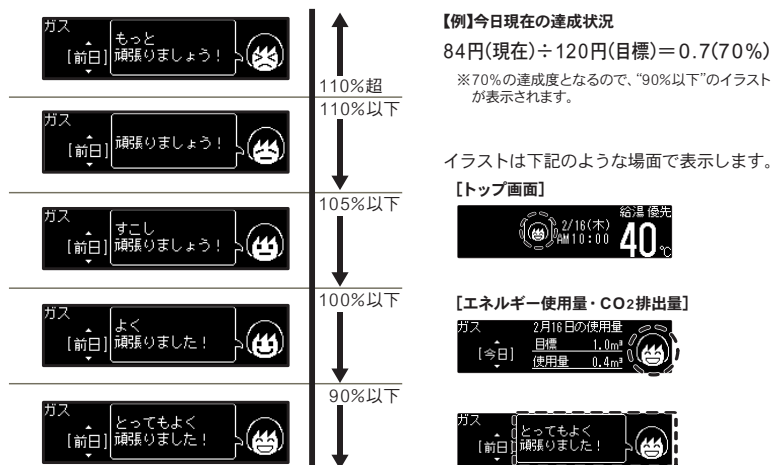 ガス
[前日]
もっと
頑張りましょう！
110%超
110%以下
ガス
[前日]
頑張りましょう！
105%以下
ガス
[前日]
すこし
頑張りましょう！
100%以下
ガス
[前日]
よく
頑張りました！
90%以下
ガス
[前日]
とってもよく
頑張りました！
【例】今日現在の達成状況
84円(現在)÷120円(目標)＝0.7(70%)
※70%の達成度となるので、“90%以下”のイラスト
が表示されます。
イラストは下記のような場面で表示します。
［トップ画面］
2/16(木)
AM10:00
給湯 優先
40℃
［エネルギー使用量・CO2排出量］
ガス
2月16日の使用量
[今日]
目標 1.0m³
使用量 0.4m³
ガス
[前日]
とってもよく
頑張りました！